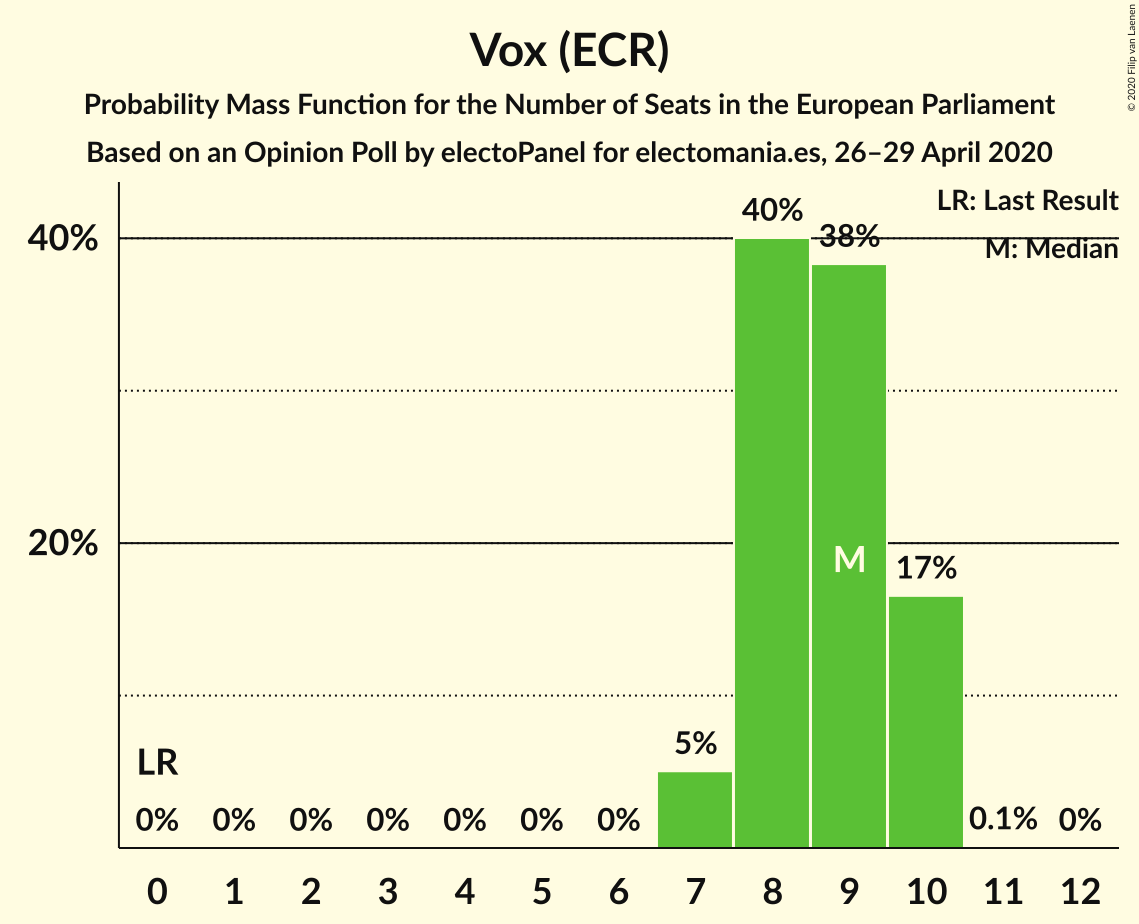 Vox (ECR)
Probability Mass Function for the Number of Seats in the European Parliament
Based on an Opinion Poll by electoPanel for electomania.es, 26–29 April 2020
© 2020 Filip van Laenen
LR: Last Result
M: Median
40%
20%
40%
38%
M
17%
5%
LR
0% 0% 0% 0% 0% 0% 0% 0.1% 0%
0 1 2 3 4 5 6 7 8 9 10 11 12